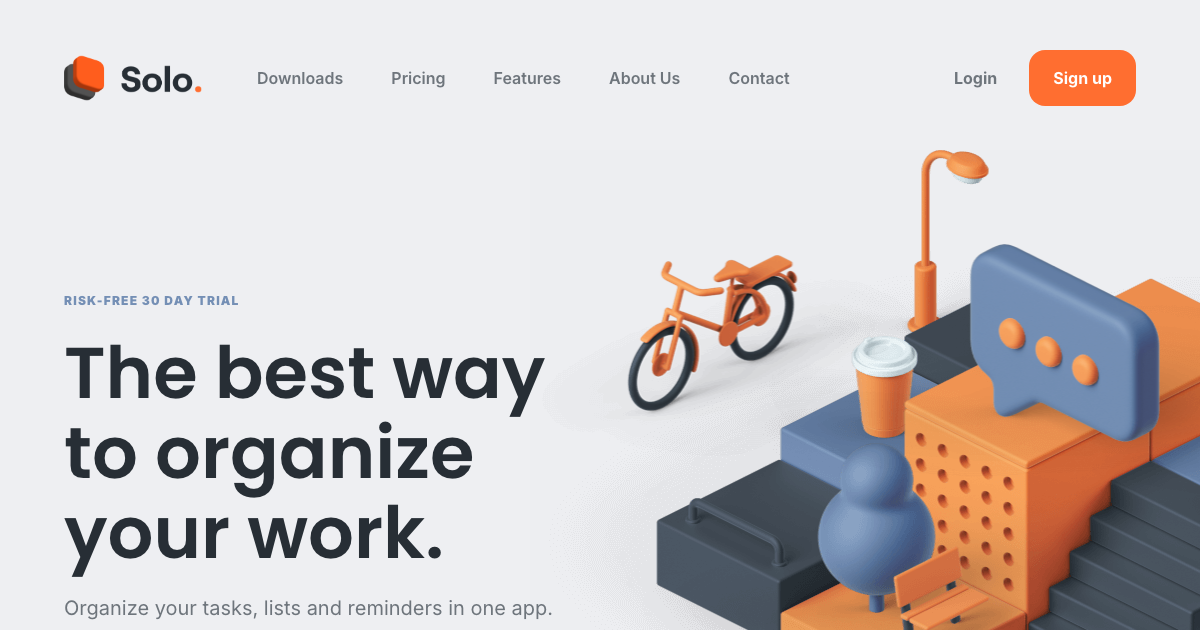 Solo.
Downloads
Pricing
Features
About Us
Contact
Login
Sign up
RISK-FREE 30 DAY TRIAL
The best way
to organize
your work.
Organize your tasks, lists and reminders in one app.